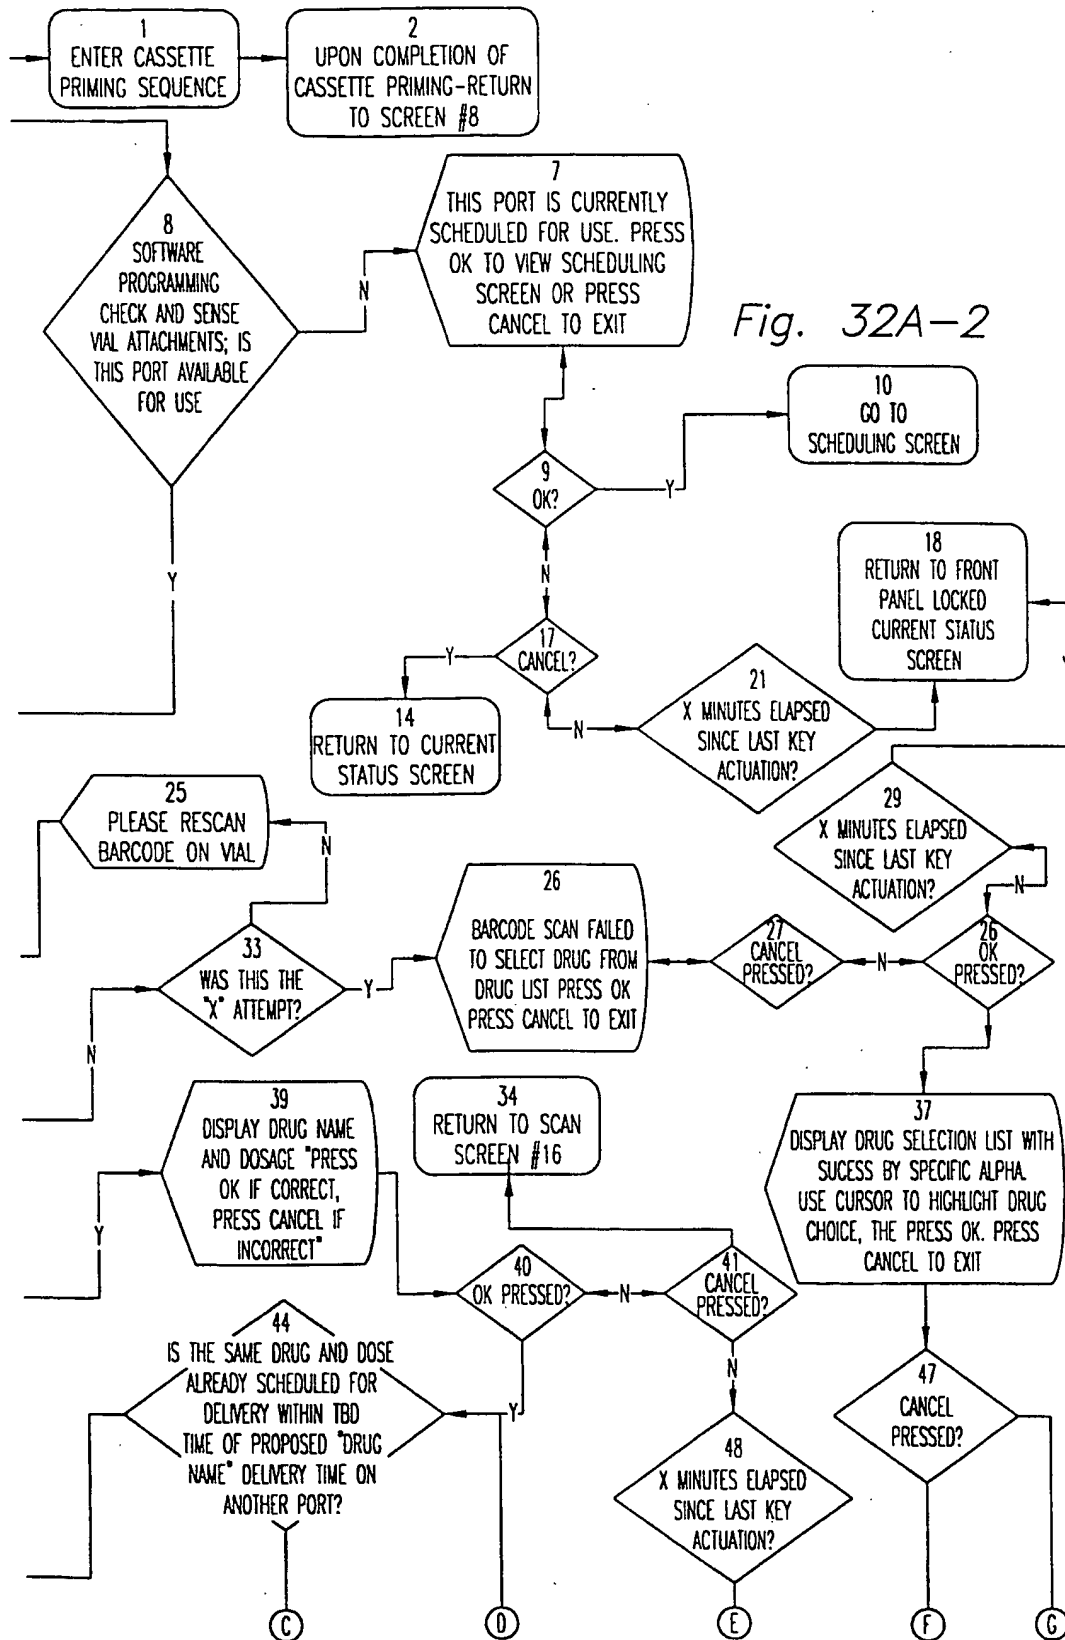 1
ENTER CASSETTE
PRIMING SEQUENCE
2
UPON COMPLETION OF
CASSETTE PRIMING-RETURN
TO SCREEN #8
8
SOFTWARE
PROGRAMMING
CHECK AND SENSE
VIAL ATTACHMENTS; IS
THIS PORT AVAILABLE
FOR USE
N
Y
7
THIS PORT IS CURRENTLY
SCHEDULED FOR USE. PRESS
OK TO VIEW SCHEDULING
SCREEN OR PRESS
CANCEL TO EXIT
Fig. 32A-2
9
OK?
Y
N
10
GO TO
SCHEDULING SCREEN
17
CANCEL?
Y
N
14
RETURN TO CURRENT
STATUS SCREEN
21
X MINUTES ELAPSED
SINCE LAST KEY
ACTUATION?
18
RETURN TO FRONT
PANEL LOCKED
CURRENT STATUS
SCREEN
25
PLEASE RESCAN
BARCODE ON VIAL
N
33
WAS THIS THE
"X" ATTEMPT?
Y
N
26
BARCODE SCAN FAILED
TO SELECT DRUG FROM
DRUG LIST PRESS OK
PRESS CANCEL TO EXIT
27
CANCEL
PRESSED?
N
26
OK
PRESSED?
N
29
X MINUTES ELAPSED
SINCE LAST KEY
ACTUATION?
39
DISPLAY DRUG NAME
AND DOSAGE "PRESS
OK IF CORRECT,
PRESS CANCEL IF
INCORRECT"
Y
34
RETURN TO SCAN
SCREEN #16
40
OK PRESSED?
N
Y
41
CANCEL
PRESSED?
N
37
DISPLAY DRUG SELECTION LIST WITH
SUCESS BY SPECIFIC ALPHA.
USE CURSOR TO HIGHLIGHT DRUG
CHOICE, THE PRESS OK. PRESS
CANCEL TO EXIT
44
IS THE SAME DRUG AND DOSE
ALREADY SCHEDULED FOR
DELIVERY WITHIN TBD
TIME OF PROPOSED "DRUG
NAME" DELIVERY TIME ON
ANOTHER PORT?
48
X MINUTES ELAPSED
SINCE LAST KEY
ACTUATION?
47
CANCEL
PRESSED?
C
D
E
F
G